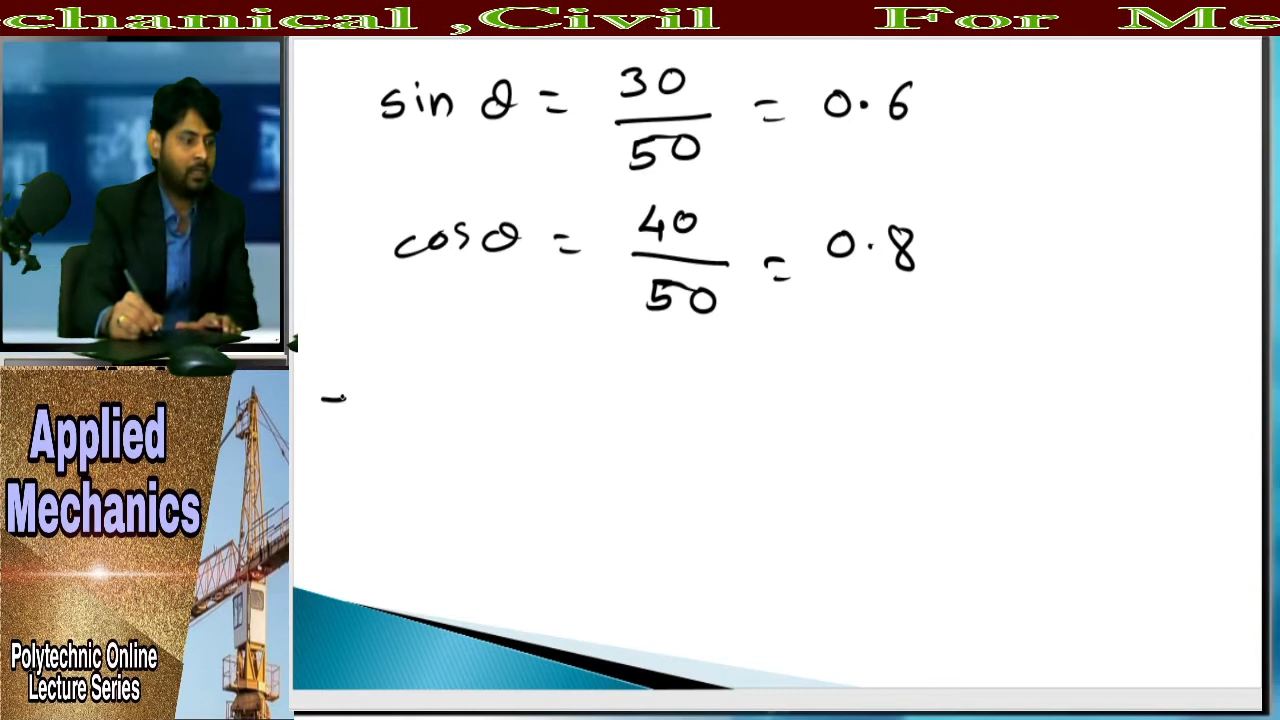 chanical ,Civil For Me
sin θ = 30/50 = 0.6
cos θ = 40/50 = 0.8
-
Applied
Mechanics
Polytechnic Online
Lecture Series